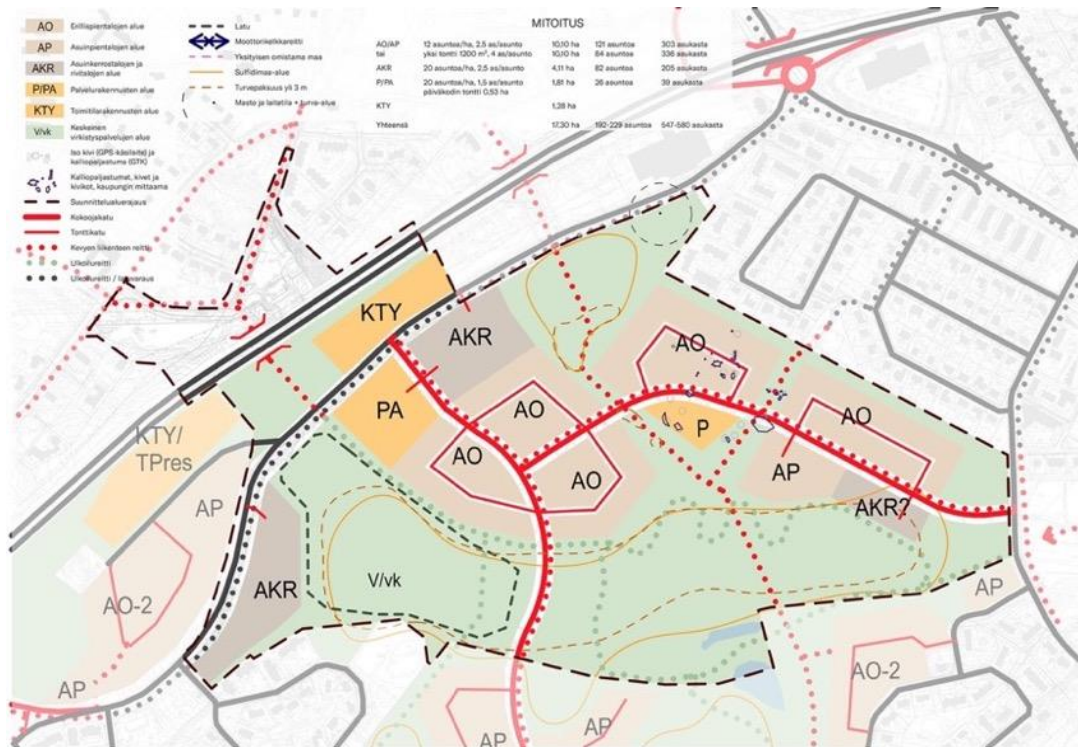 AO Erillispientalojen alue
AP Asuinpientalojen alue
AKR Asuinkerrostalojen ja
rivitalojen alue
P/PA Palvelurakennusten alue
KTY Toimitilarakennusten alue
V/vk Keskeinen
virkistyspalvelujen alue
Iso kivi (GPS-käsilaite) ja
kalliopaljastuma (GTK)
Kalliopaljastumat, kivet ja
kivikot, kaupungin mittaama
Suunnittelualuerajaus
Kokoojakatu
Tonttikatu
Kevyen liikenteen reitti
Ulkoilureitti
Ulkoilureitti /
Latu
Moottorikelkkareitti
Yksityisen omistama maa
Sulfidimaa-alue
Turvepaksuus yli 3 m
Masto ja laitetila + turva-alue
MITOITUS
AO/AP 12 asuntoa/ha, 2,5 as/asunto 10,10 ha 121 asuntoa 303 asukasta
tai yksi tontti 1200 m², 4 as/asunto 10,10 ha 84 asuntoa 336 asukasta
AKR 20 asuntoa/ha, 2,5 as/asunto 4,11 ha 82 asuntoa 205 asukasta
P/PA 20 asuntoa/ha, 1,5 as/asunto 1,81 ha 26 asuntoa 39 asukasta
päiväkodin tontti 0,53 ha
KTY 1,28 ha
Yhteensä 17,30 ha 192-229 asuntoa 547-580 asukasta
KTY
AKR
AO
PA
AO
P
AO
KTY/
TPres
AO
AO
AP
AP
AKR?
V/vk
AKR
AO-2
AP
AO-2
AP
AP
AO